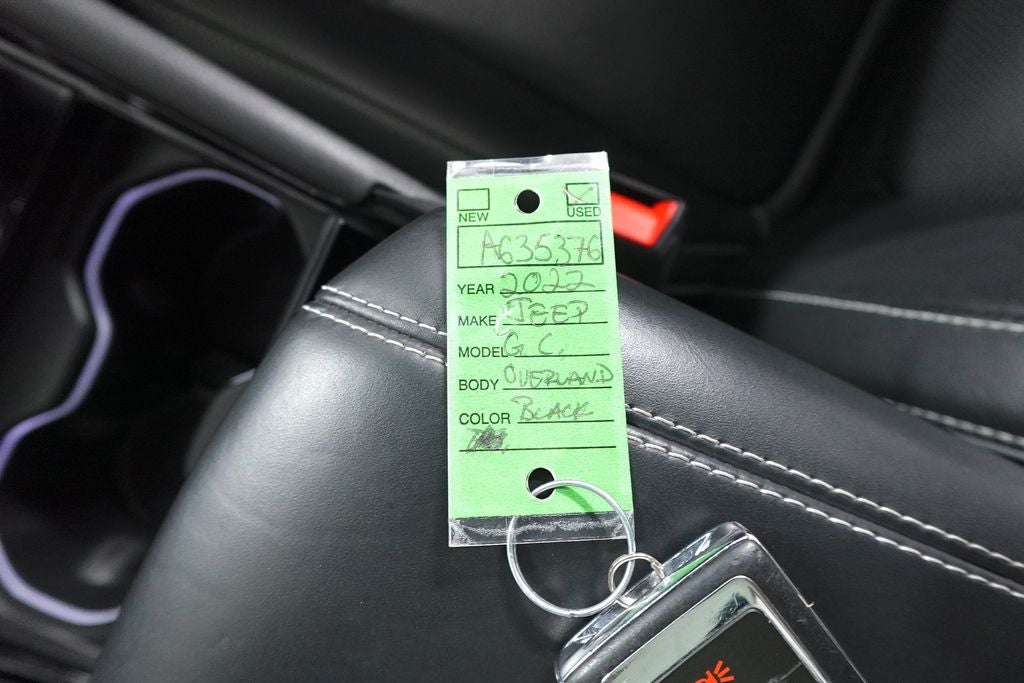 NEW USED
A635376
YEAR 2022
MAKE JEEP
MODEL G.C.
BODY OVERLAND
COLOR BLACK